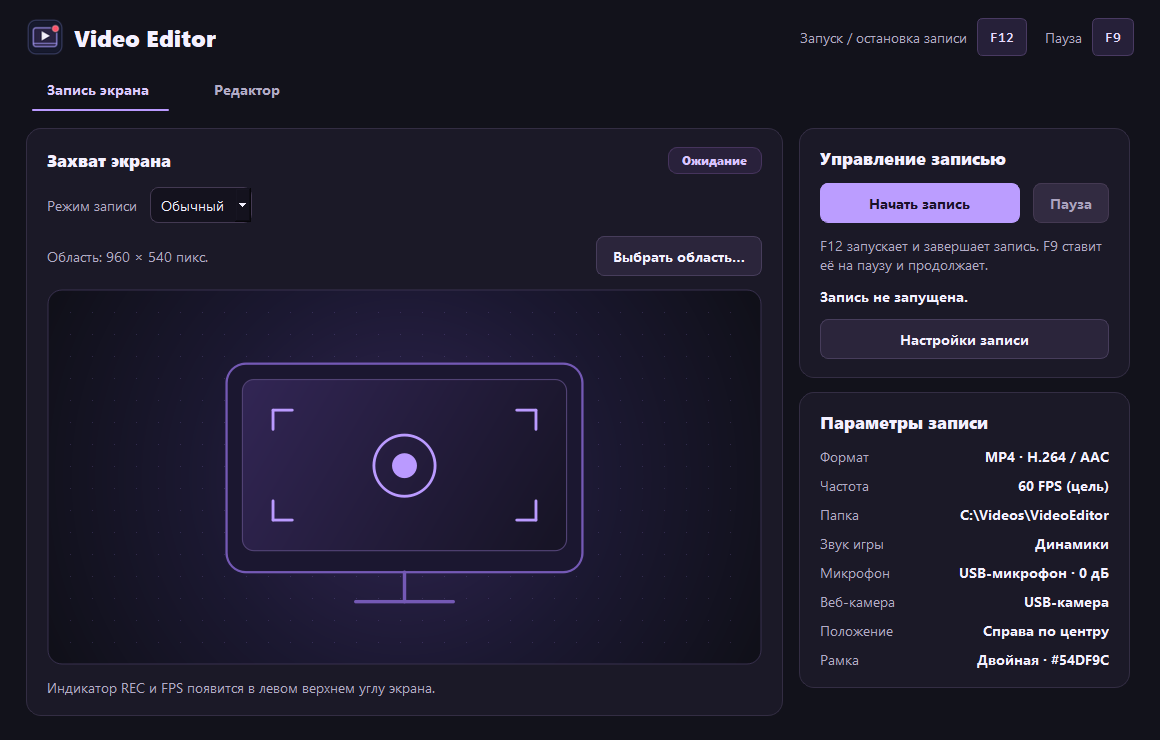 Video Editor
Запуск / остановка записи F12 Пауза F9
Запись экрана Редактор
Захват экрана
Ожидание
Режим записи Обычный
Область: 960 × 540 пикс.
Выбрать область...
Индикатор REC и FPS появится в левом верхнем углу экрана.
Управление записью
Начать запись Пауза
F12 запускает и завершает запись. F9 ставит
её на паузу и продолжает.
Запись не запущена.
Настройки записи
Параметры записи
Формат MP4 · H.264 / AAC
Частота 60 FPS (цель)
Папка C:\Videos\VideoEditor
Звук игры Динамики
Микрофон USB-микрофон · 0 дБ
Веб-камера USB-камера
Положение Справа по центру
Рамка Двойная · #54DF9C